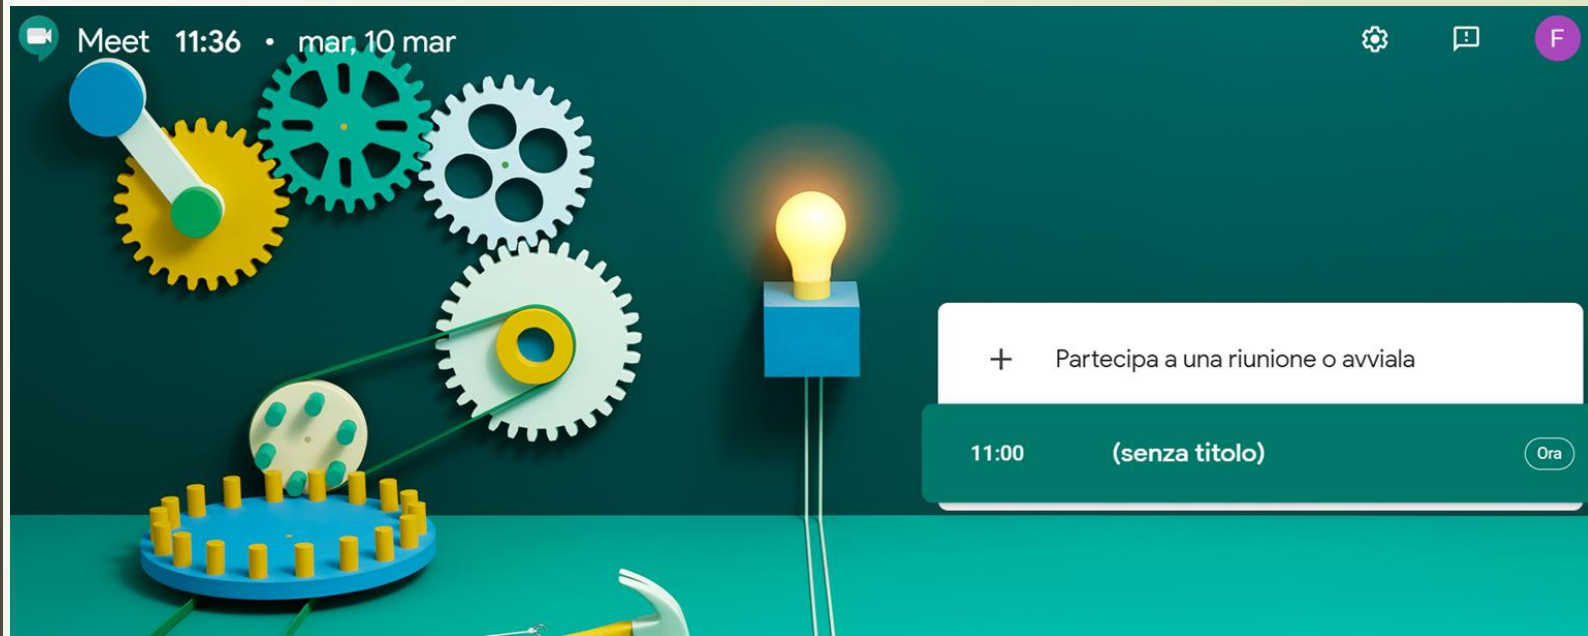 Meet 11:36 • mar, 10 mar
F
Partecipa a una riunione o avviala
11:00 (senza titolo) Ora